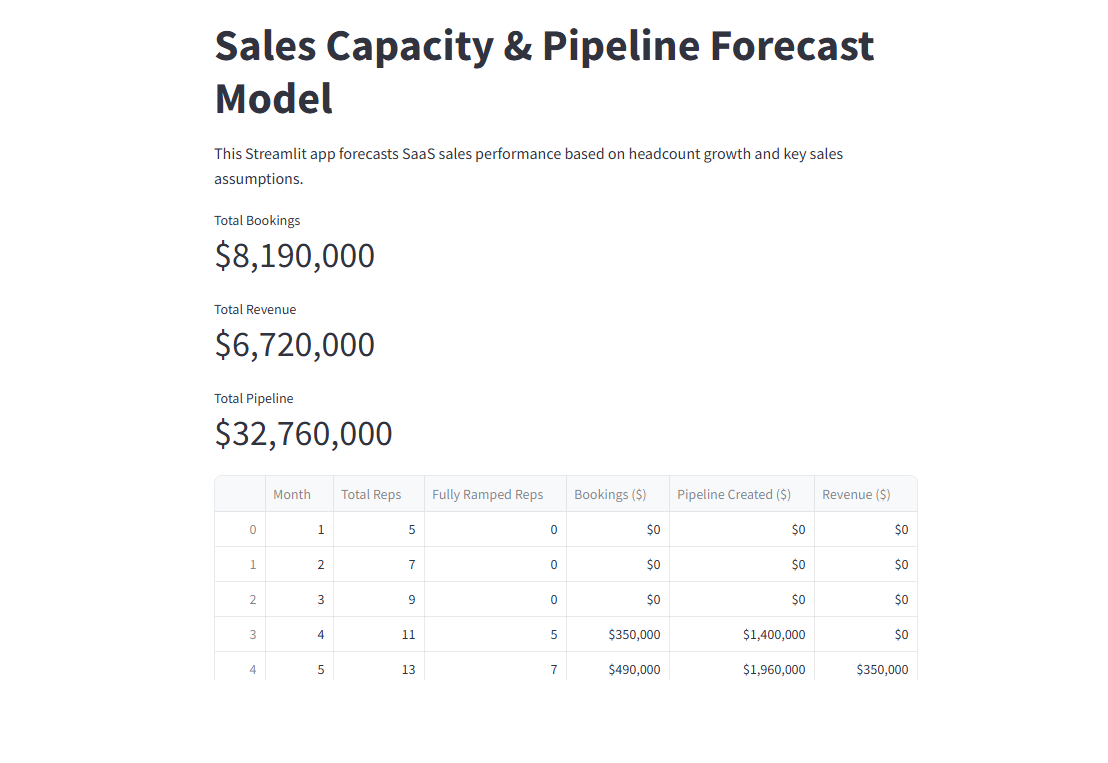 Sales Capacity & Pipeline Forecast
Model
This Streamlit app forecasts SaaS sales performance based on headcount growth and key sales
assumptions.
Total Bookings
$8,190,000
Total Revenue
$6,720,000
Total Pipeline
$32,760,000
Month Total Reps Fully Ramped Reps Bookings ($) Pipeline Created ($) Revenue ($)
0 1 5 0 $0 $0 $0
1 2 7 0 $0 $0 $0
2 3 9 0 $0 $0 $0
3 4 11 5 $350,000 $1,400,000 $0
4 5 13 7 $490,000 $1,960,000 $350,000